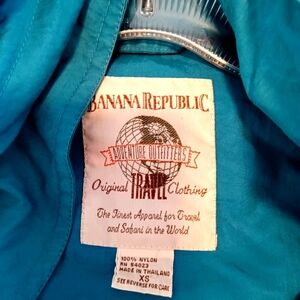 BANANA REPUBLIC
ADVENTURE OUTFITTERS
TRAVEL
Original Clothing
The Finest Apparel for Travel
and Safari in the World
100% NYLON
RN 54023
MADE IN THAILAND
XS
SEE REVERSE FOR CARE